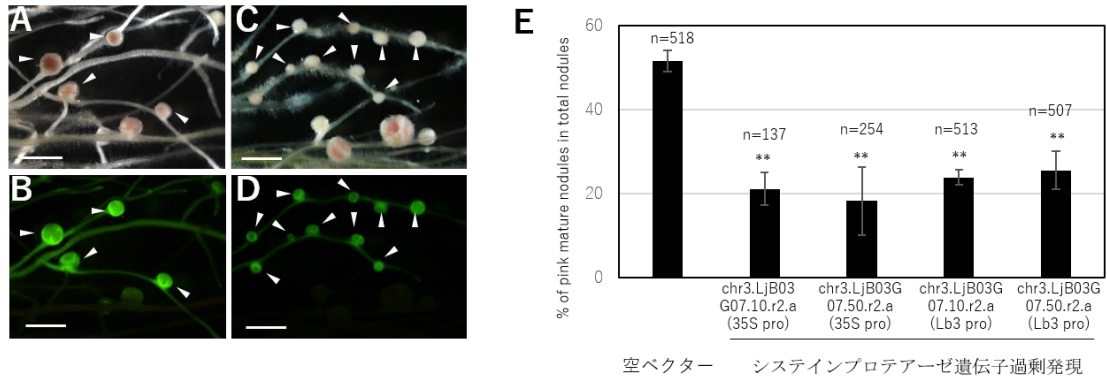 A
C
B
D
E
% of pink mature nodules in total nodules
60
40
20
0
n=518
n=137
n=254
n=513
n=507
**
**
**
**
chr3.LjB03
G07.10.r2.a
(35S pro)
chr3.LjB03G
07.50.r2.a
(35S pro)
chr3.LjB03G
07.10.r2.a
(Lb3 pro)
chr3.LjB03G
07.50.r2.a
(Lb3 pro)
空ベクター
システインプロテアーゼ遺伝子過剰発現